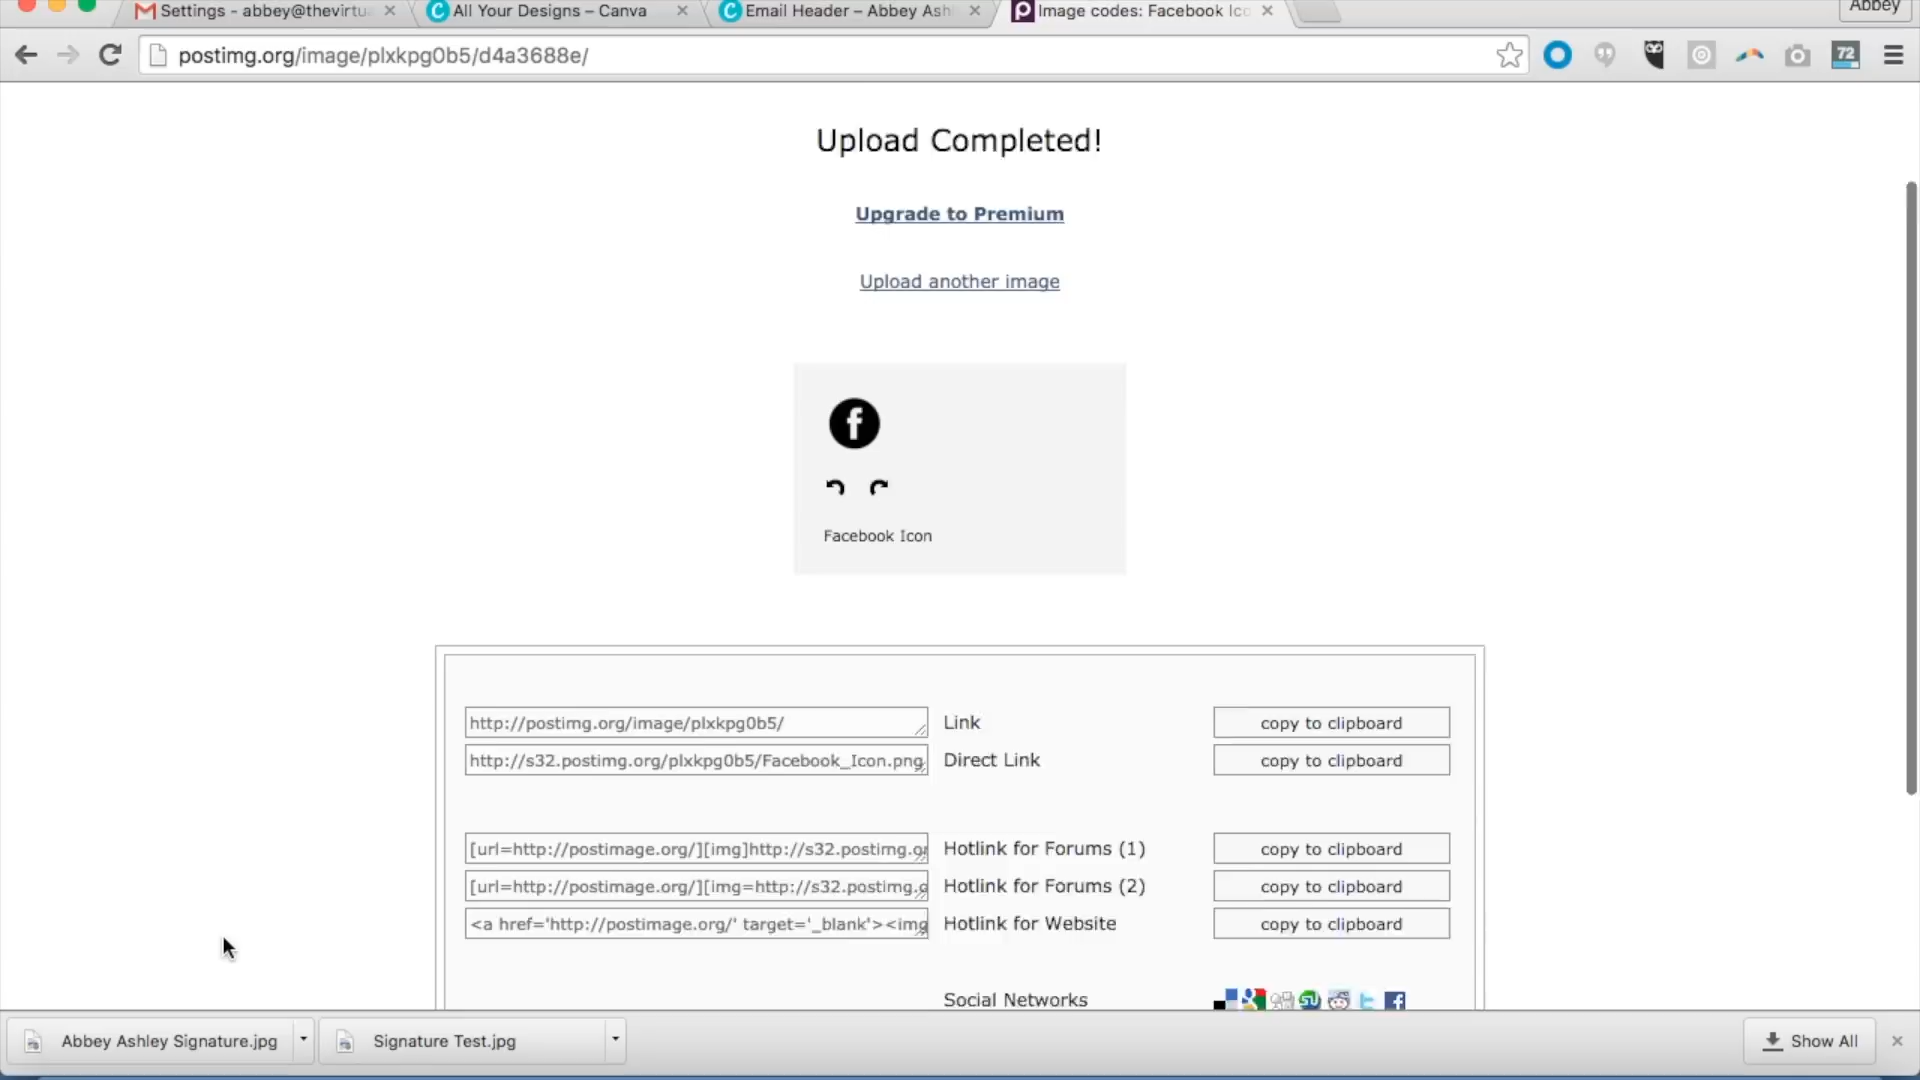 Settings - abbey@thevirtu
All Your Designs – Canva
Email Header – Abbey Ash
Image codes: Facebook Ico
Abbey
postimg.org/image/plxkpg0b5/d4a3688e/
72
Upload Completed!
Upgrade to Premium
Upload another image
f
Facebook Icon
http://postimg.org/image/plxkpg0b5/ Link copy to clipboard
http://s32.postimg.org/plxkpg0b5/Facebook_Icon.png Direct Link copy to clipboard
[url=http://postimage.org/][img]http://s32.postimg.or Hotlink for Forums (1) copy to clipboard
[url=http://postimage.org/][img=http://s32.postimg.o Hotlink for Forums (2) copy to clipboard
<a href='http://postimage.org/' target='_blank'><img Hotlink for Website copy to clipboard
Social Networks
Abbey Ashley Signature.jpg
Signature Test.jpg
Show All